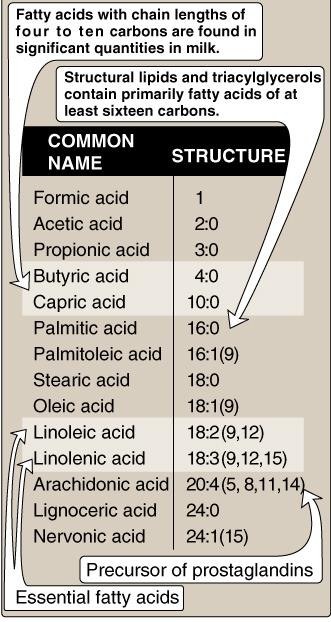 Fatty acids with chain lengths of
four to ten carbons are found in
significant quantities in milk.
Structural lipids and triacylglycerols
contain primarily fatty acids of at
least sixteen carbons.
COMMON
NAME
STRUCTURE
Formic acid 1
Acetic acid 2:0
Propionic acid 3:0
Butyric acid 4:0
Capric acid 10:0
Palmitic acid 16:0
Palmitoleic acid 16:1(9)
Stearic acid 18:0
Oleic acid 18:1(9)
Linoleic acid 18:2(9,12)
Linolenic acid 18:3(9,12,15)
Arachidonic acid 20:4(5, 8,11,14)
Lignoceric acid 24:0
Nervonic acid 24:1(15)
Precursor of prostaglandins
Essential fatty acids